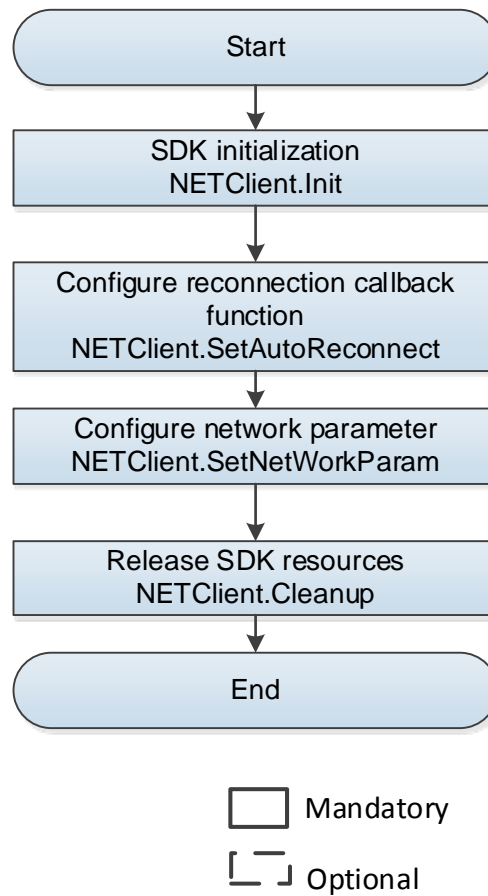 Start
SDK initialization
NETClient.Init
Configure reconnection callback
function
NETClient.SetAutoReconnect
Configure network parameter
NETClient.SetNetWorkParam
Release SDK resources
NETClient.Cleanup
End
Mandatory
Optional